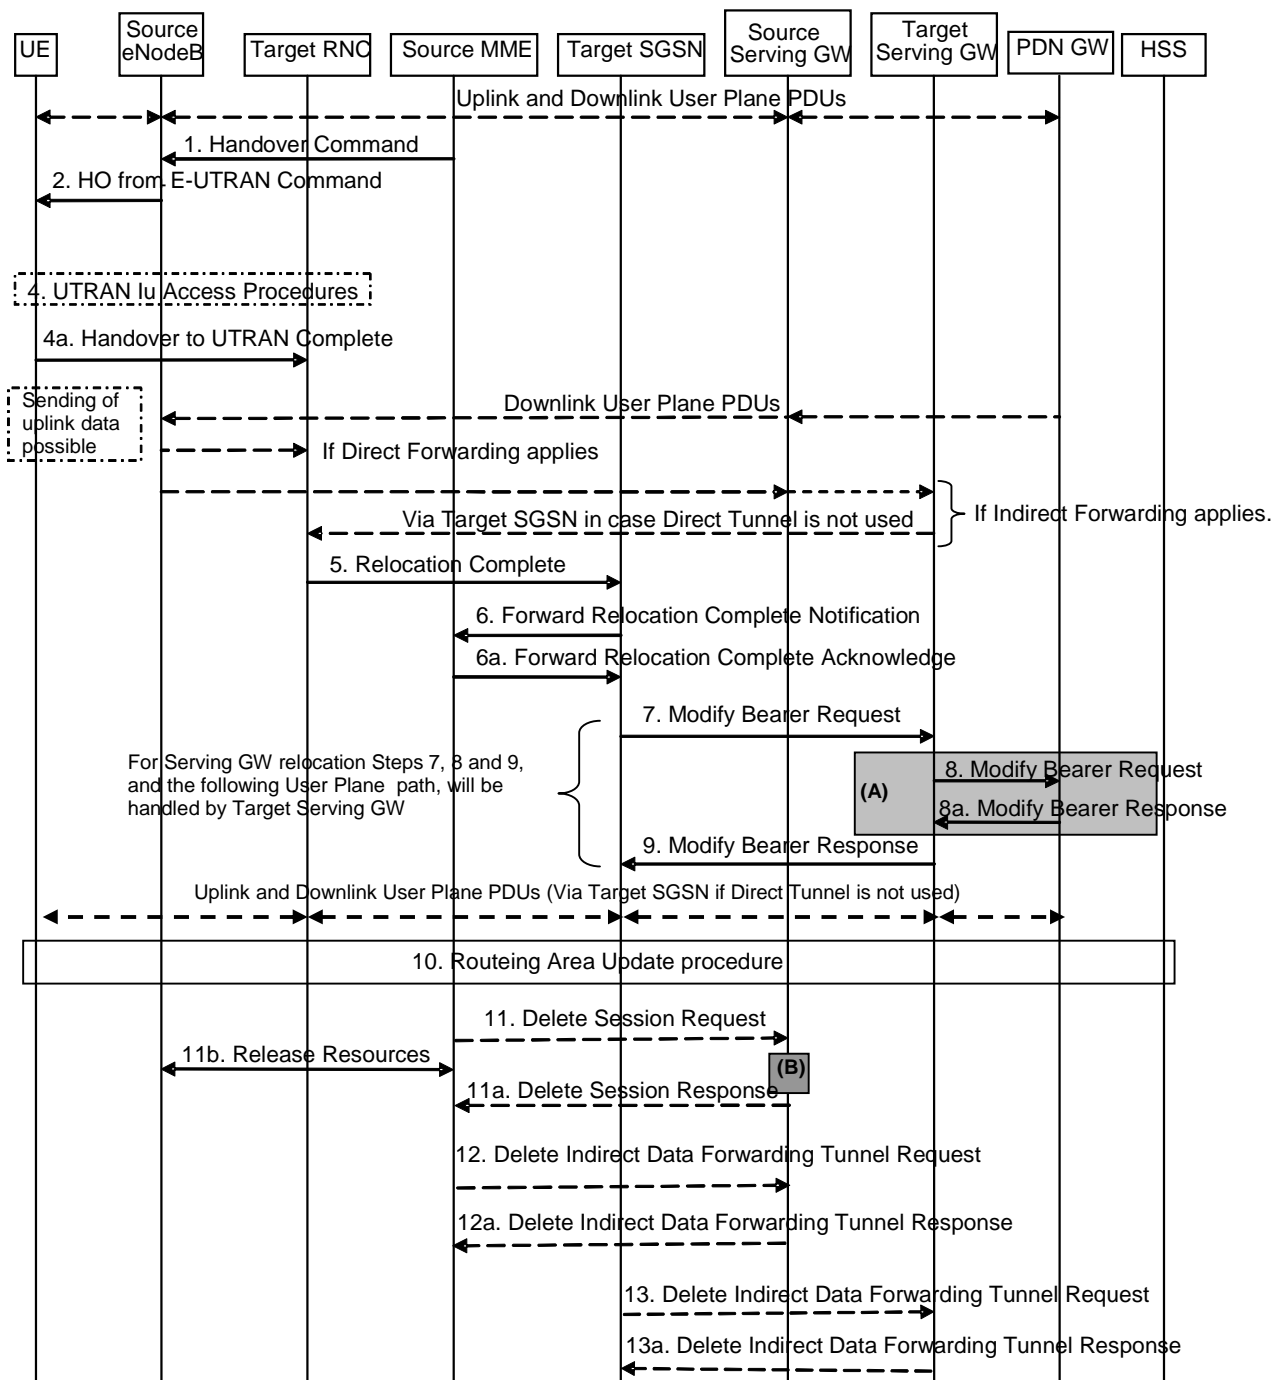 UE
Source
eNodeB
Target RNC
Source MME
Target SGSN
Source
Serving GW
Target
Serving GW
PDN GW
HSS
Uplink and Downlink User Plane PDUs
1. Handover Command
2. HO from E-UTRAN Command
4. UTRAN Iu Access Procedures
4a. Handover to UTRAN Complete
Sending of
uplink data
possible
Downlink User Plane PDUs
If Direct Forwarding applies
Via Target SGSN in case Direct Tunnel is not used
If Indirect Forwarding applies.
5. Relocation Complete
6. Forward Relocation Complete Notification
6a. Forward Relocation Complete Acknowledge
7. Modify Bearer Request
For Serving GW relocation Steps 7, 8 and 9,
and the following User Plane path, will be
handled by Target Serving GW
(A)
8. Modify Bearer Request
8a. Modify Bearer Response
9. Modify Bearer Response
Uplink and Downlink User Plane PDUs (Via Target SGSN if Direct Tunnel is not used)
10. Routeing Area Update procedure
11. Delete Session Request
11b. Release Resources
(B)
11a. Delete Session Response
12. Delete Indirect Data Forwarding Tunnel Request
12a. Delete Indirect Data Forwarding Tunnel Response
13. Delete Indirect Data Forwarding Tunnel Request
13a. Delete Indirect Data Forwarding Tunnel Response